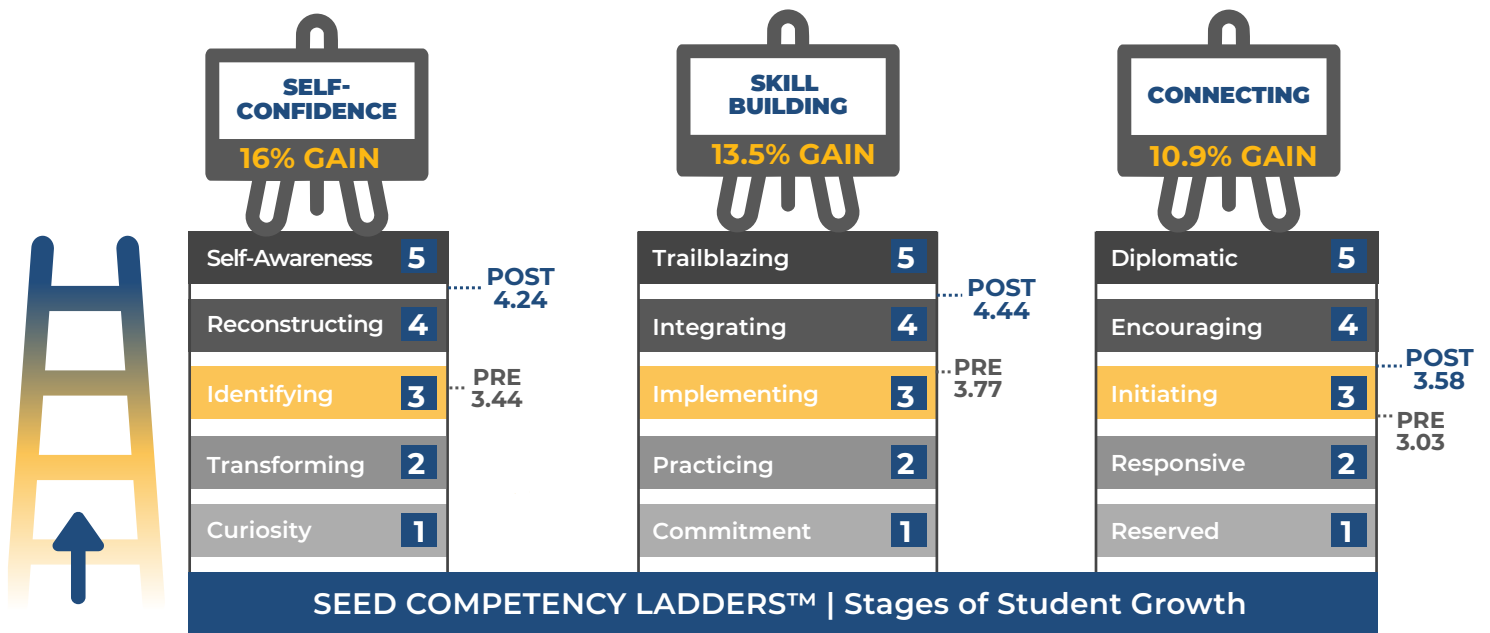 SELF-
CONFIDENCE
16% GAIN
Self-Awareness 5
Reconstructing 4
Identifying 3
Transforming 2
Curiosity 1
POST
4.24
PRE
3.44
SKILL
BUILDING
13.5% GAIN
Trailblazing 5
Integrating 4
Implementing 3
Practicing 2
Commitment 1
POST
4.44
PRE
3.77
CONNECTING
10.9% GAIN
Diplomatic 5
Encouraging 4
Initiating 3
Responsive 2
Reserved 1
POST
3.58
PRE
3.03
SEED COMPETENCY LADDERS™ | Stages of Student Growth